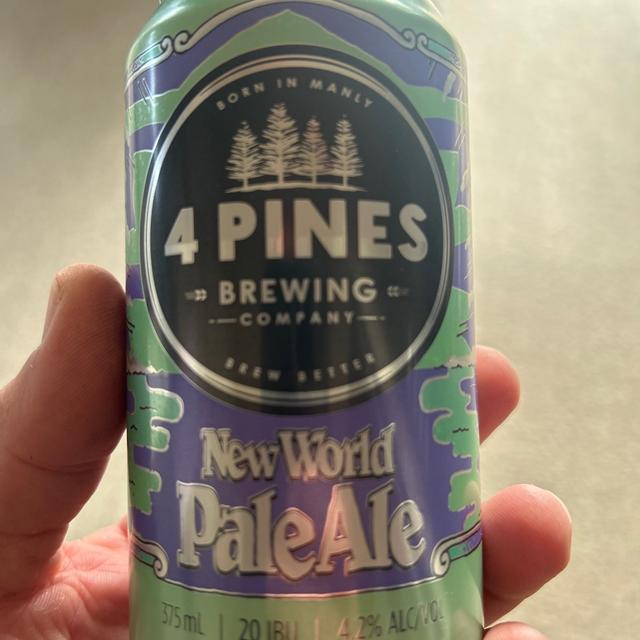 BORN IN MANLY
4 PINES
BREWING
COMPANY
BREW BETTER
New World
Pale Ale
375mL | 20 IBU | 4.2% ALC/VOL